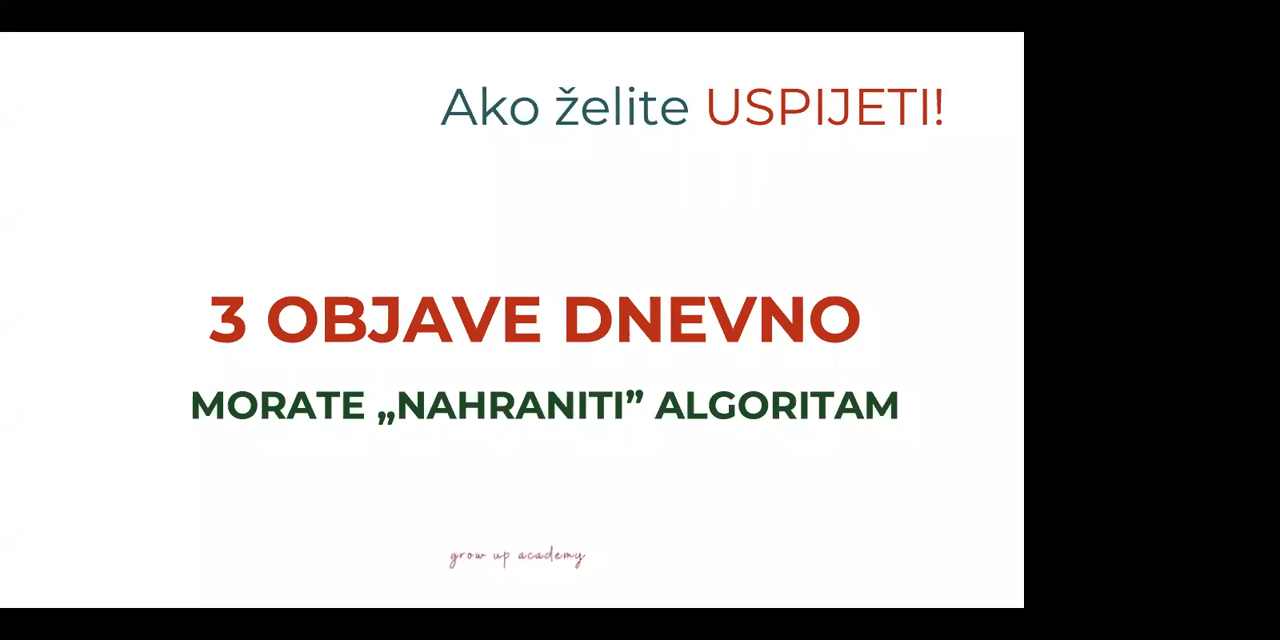 Ako želite USPIJETI!
3 OBJAVE DNEVNO
MORATE „NAHRANITI” ALGORITAM
grow up academy